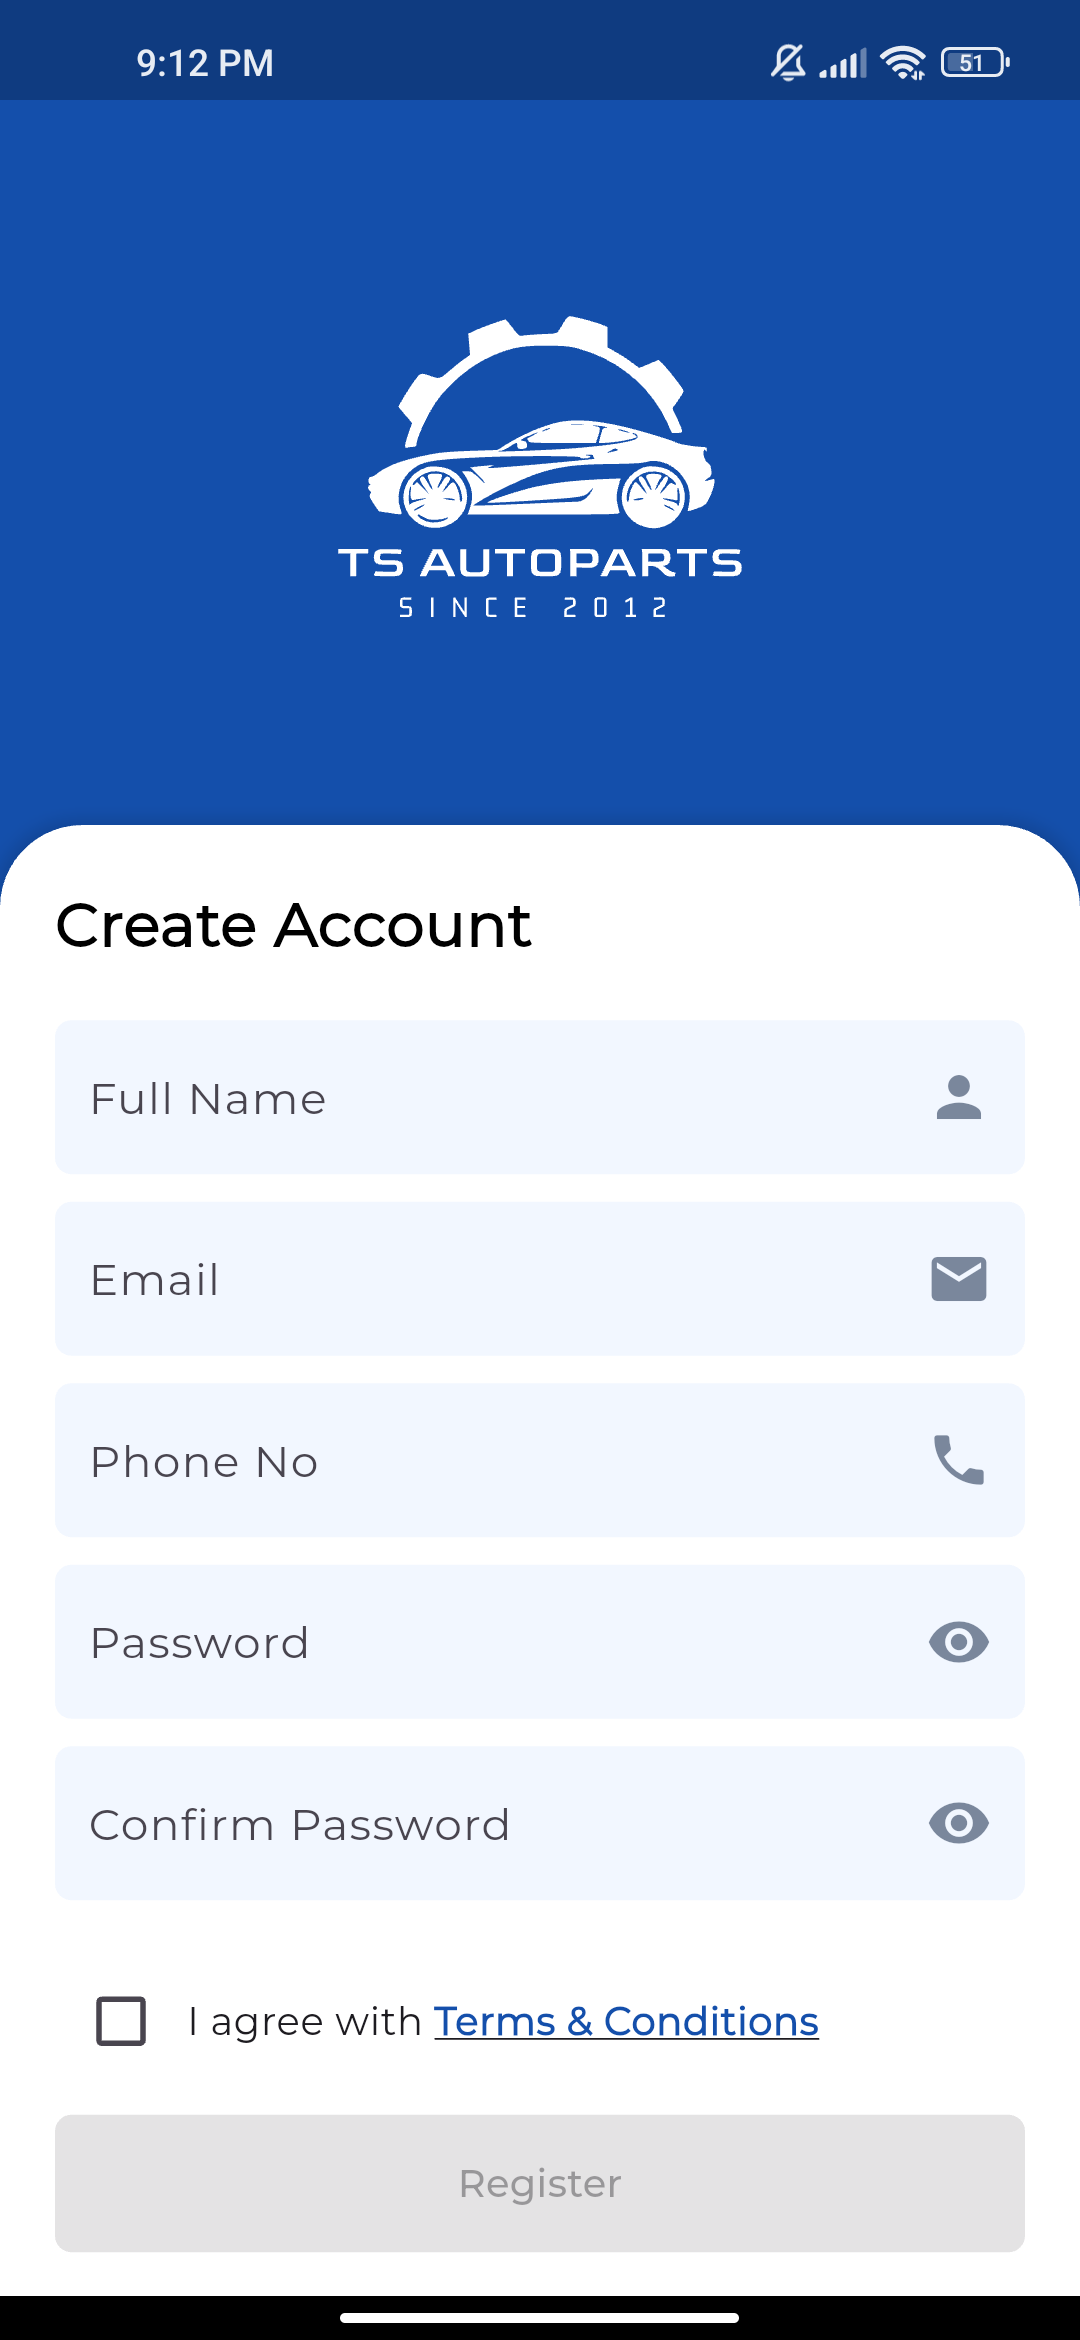 9:12 PM
51
TS AUTOPARTS
SINCE 2012
Create Account
Full Name
Email
Phone No
Password
Confirm Password
I agree with Terms & Conditions
Register